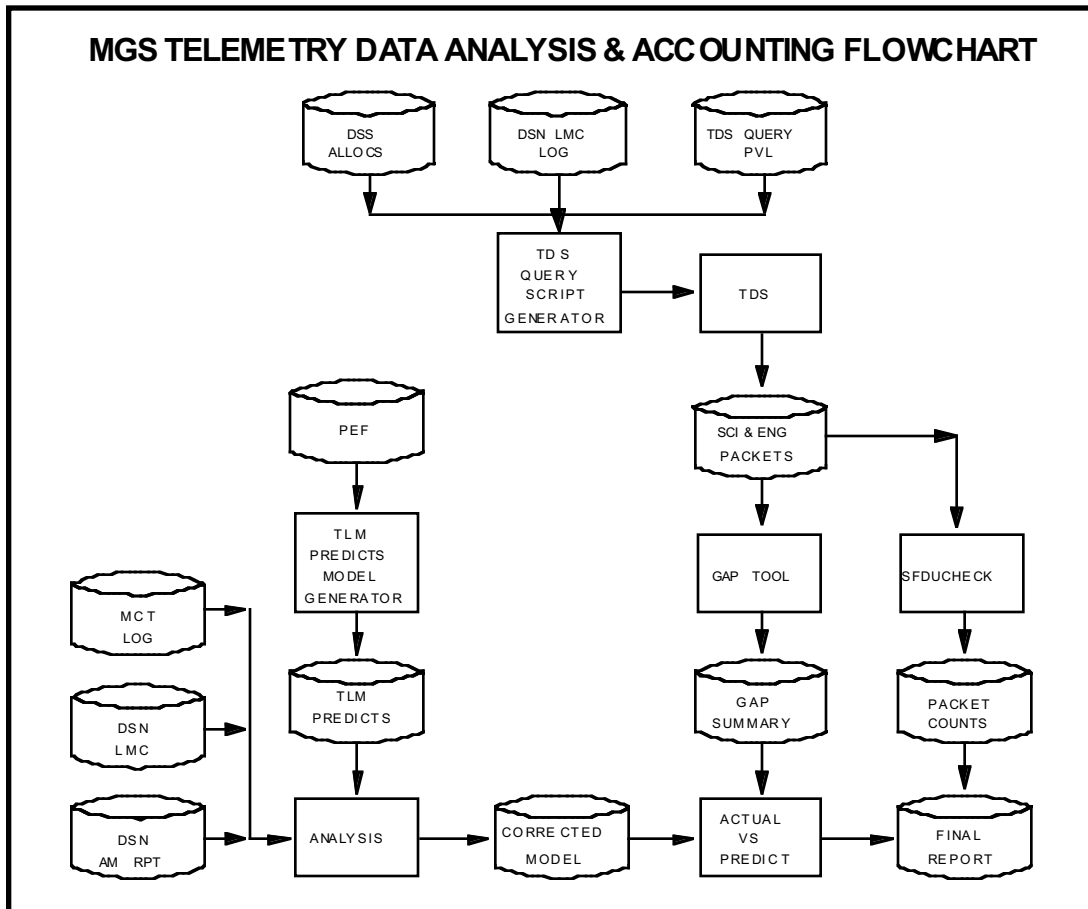 MGS TELEMETRY DATA ANALYSIS & ACCOUNTING FLOWCHART
DSS
ALLOCS
DSN LMC
LOG
TDS QUERY
PVL
TDS
QUERY
SCRIPT
GENERATOR
TDS
PEF
SCI & ENG
PACKETS
TLM
PREDICTS
MODEL
GENERATOR
GAP TOOL
SFDUCHECK
MCT
LOG
TLM
PREDICTS
GAP
SUMMARY
PACKET
COUNTS
DSN
LMC
DSN
AM RPT
ANALYSIS
CORRECTED
MODEL
ACTUAL
VS
PREDICT
FINAL
REPORT